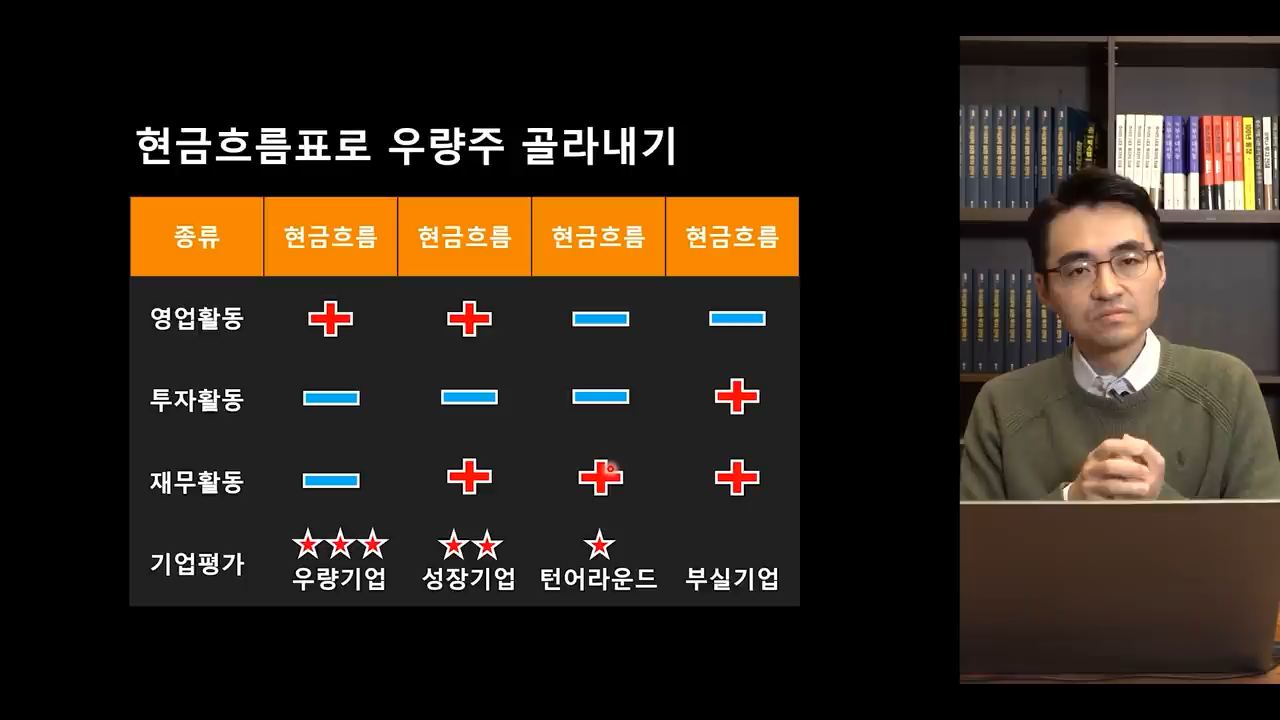 현금흐름표로 우량주 골라내기
종류 현금흐름 현금흐름 현금흐름 현금흐름
영업활동 + + - -
투자활동 - - - +
재무활동 - + + +
기업평가 ★★★ ★★ ★
우량기업 성장기업 턴어라운드 부실기업